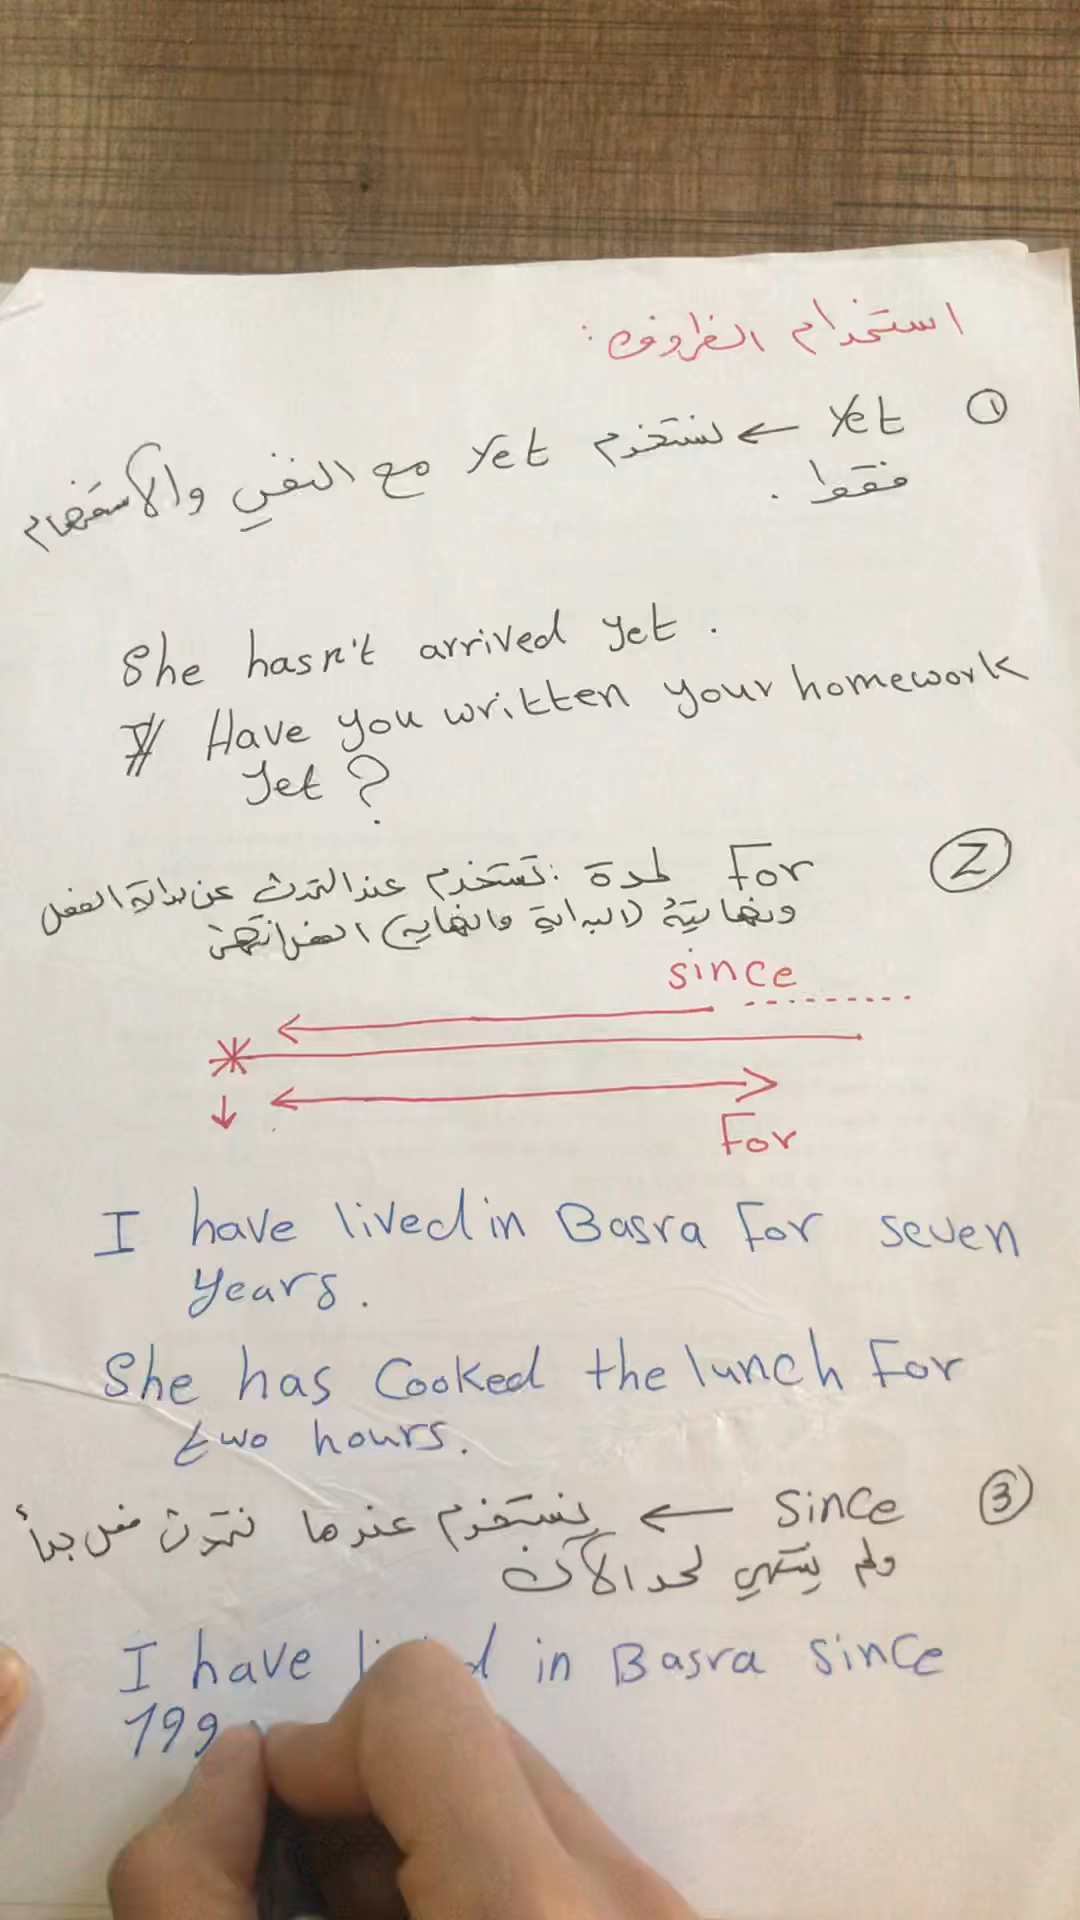 استخدام الظروف:
① Yet ← نستخدم Yet مع النفي والاستفهام
فقط .
She hasn't arrived yet .
Have you written your homework
Yet ?
② For لمدة : تستخدم عند التحدث عن بداية الفعل
ونهايته (البداية والنهاية)
since
For
I have lived in Basra For seven
years.
She has Cooked the lunch For
two hours.
③ Since ← يستخدم عندما نتحدث فعل بدأ
ولم ينتهي لحد الآن
I have in Basra since
199